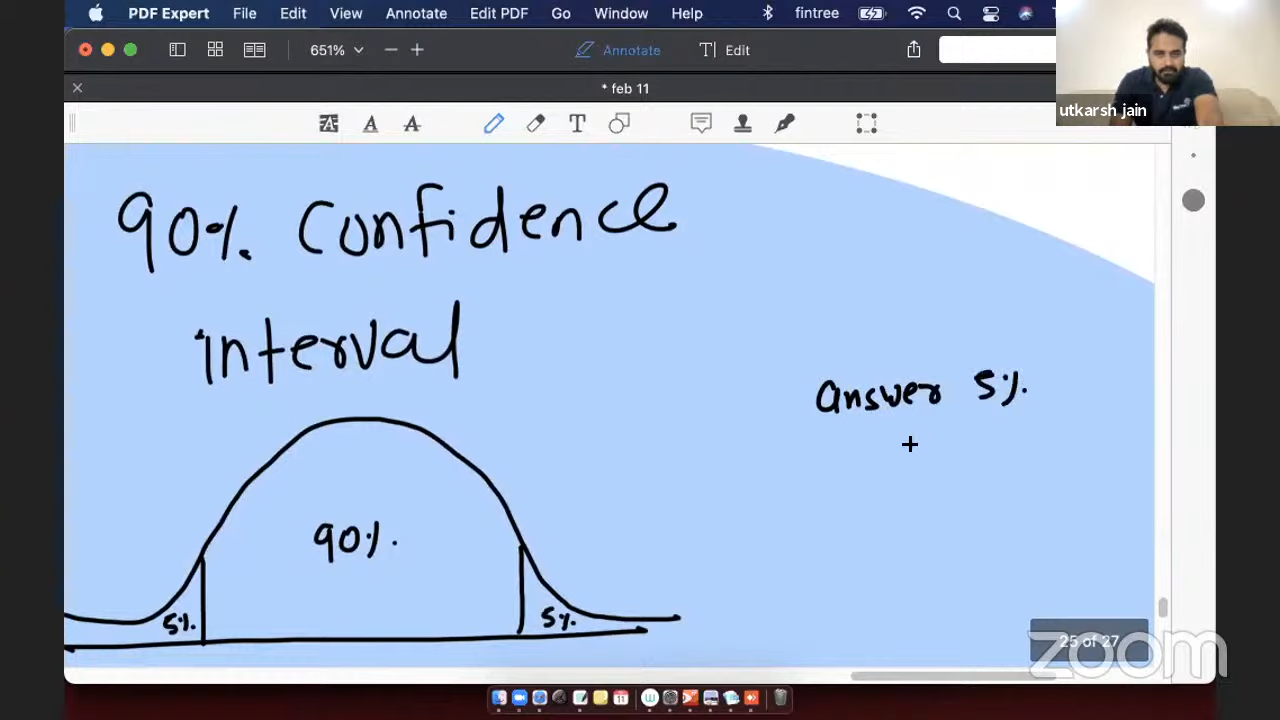 PDF Expert File Edit View Annotate Edit PDF Go Window Help fintree
651% Annotate T| Edit
* feb 11
utkarsh jain
90% Confidence
interval
answer 5%
90%.
5%. 5%.
25 of 27
zoom